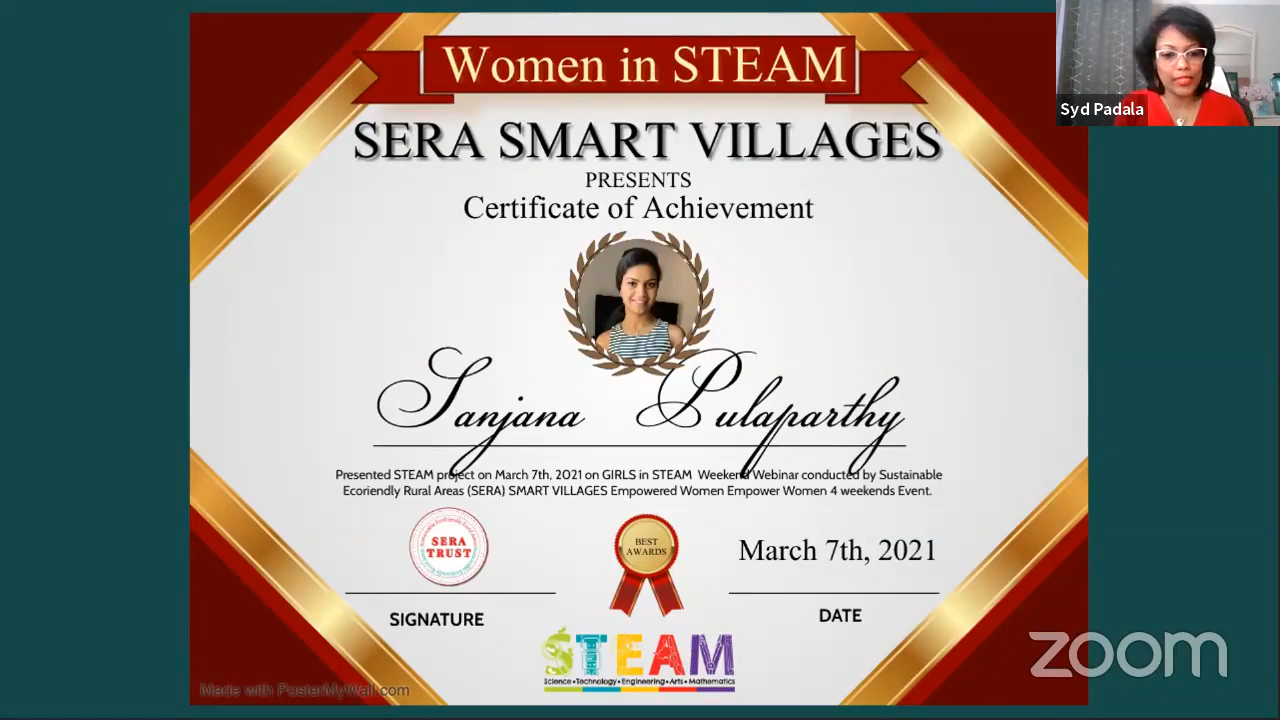 Women in STEAM
Syd Padala
SERA SMART VILLAGES
PRESENTS
Certificate of Achievement
Sanjana Pulaparthy
Presented STEAM project on March 7th, 2021 on GIRLS in STEAM Weekend Webinar conducted by Sustainable
Ecoriendly Rural Areas (SERA) SMART VILLAGES Empowered Women Empower Women 4 weekends Event.
SERA
TRUST
BEST
AWARDS
March 7th, 2021
SIGNATURE
DATE
STEAM
Science•Technology•Engineering•Arts•Mathematics
zoom
Made with PosterMyWall.com